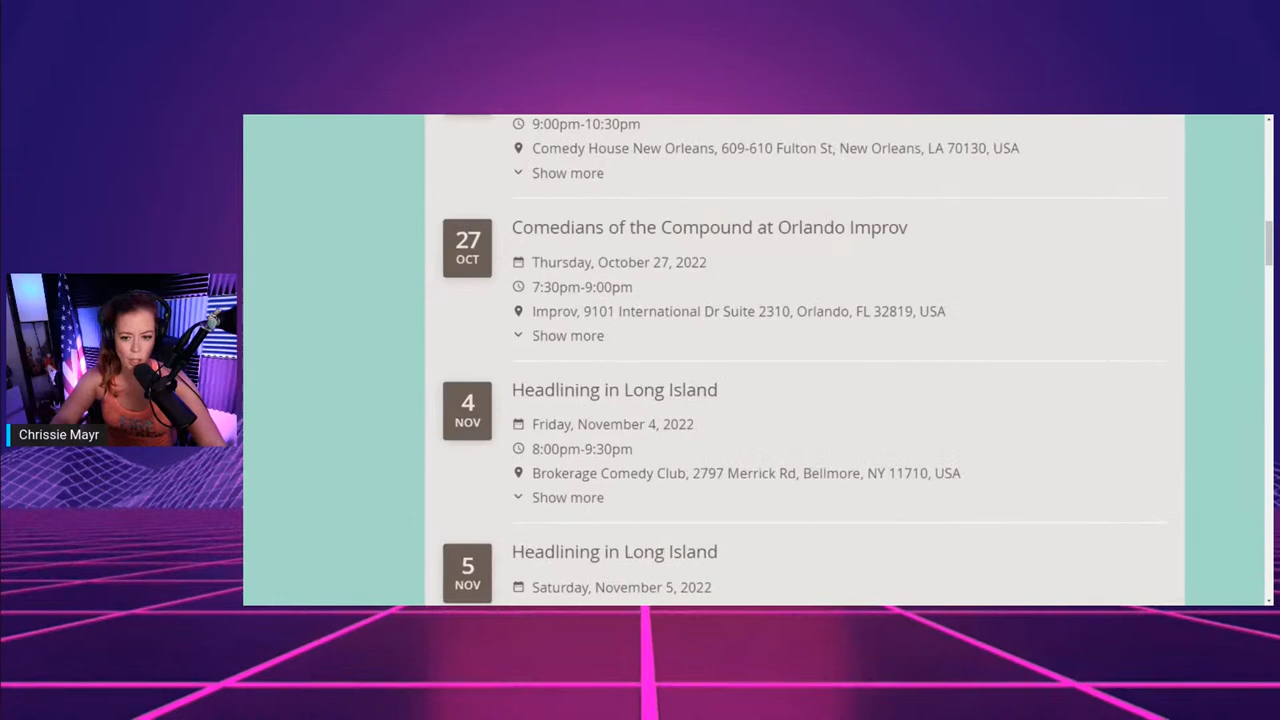 9:00pm-10:30pm
Comedy House New Orleans, 609-610 Fulton St, New Orleans, LA 70130, USA
Show more
27
OCT
Comedians of the Compound at Orlando Improv
Thursday, October 27, 2022
7:30pm-9:00pm
Improv, 9101 International Dr Suite 2310, Orlando, FL 32819, USA
Show more
4
NOV
Headlining in Long Island
Friday, November 4, 2022
8:00pm-9:30pm
Brokerage Comedy Club, 2797 Merrick Rd, Bellmore, NY 11710, USA
Show more
5
NOV
Headlining in Long Island
Saturday, November 5, 2022
Chrissie Mayr